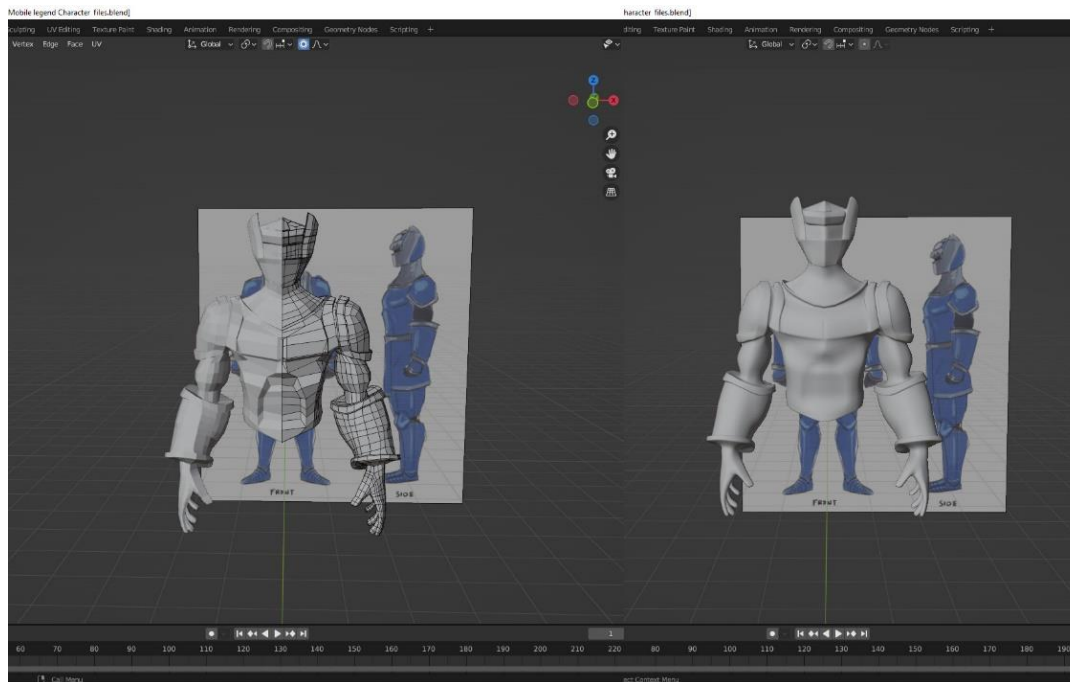 Mobile legend Character files.blend]
haracter files.blend]
Sculpting UV Editing Texture Paint Shading Animation Rendering Compositing Geometry Nodes Scripting +
diting Texture Paint Shading Animation Rendering Compositing Geometry Nodes Scripting +
Vertex Edge Face UV
Global
Global
Z
X
FRONT SIDE
FRONT SIDE
1
60 70 80 90 100 110 120 130 140 150 160 170 180 190 200 210 220
80 90 100 110 120 130 140 150 160 170 180 190
Call Menu
ect Context Menu